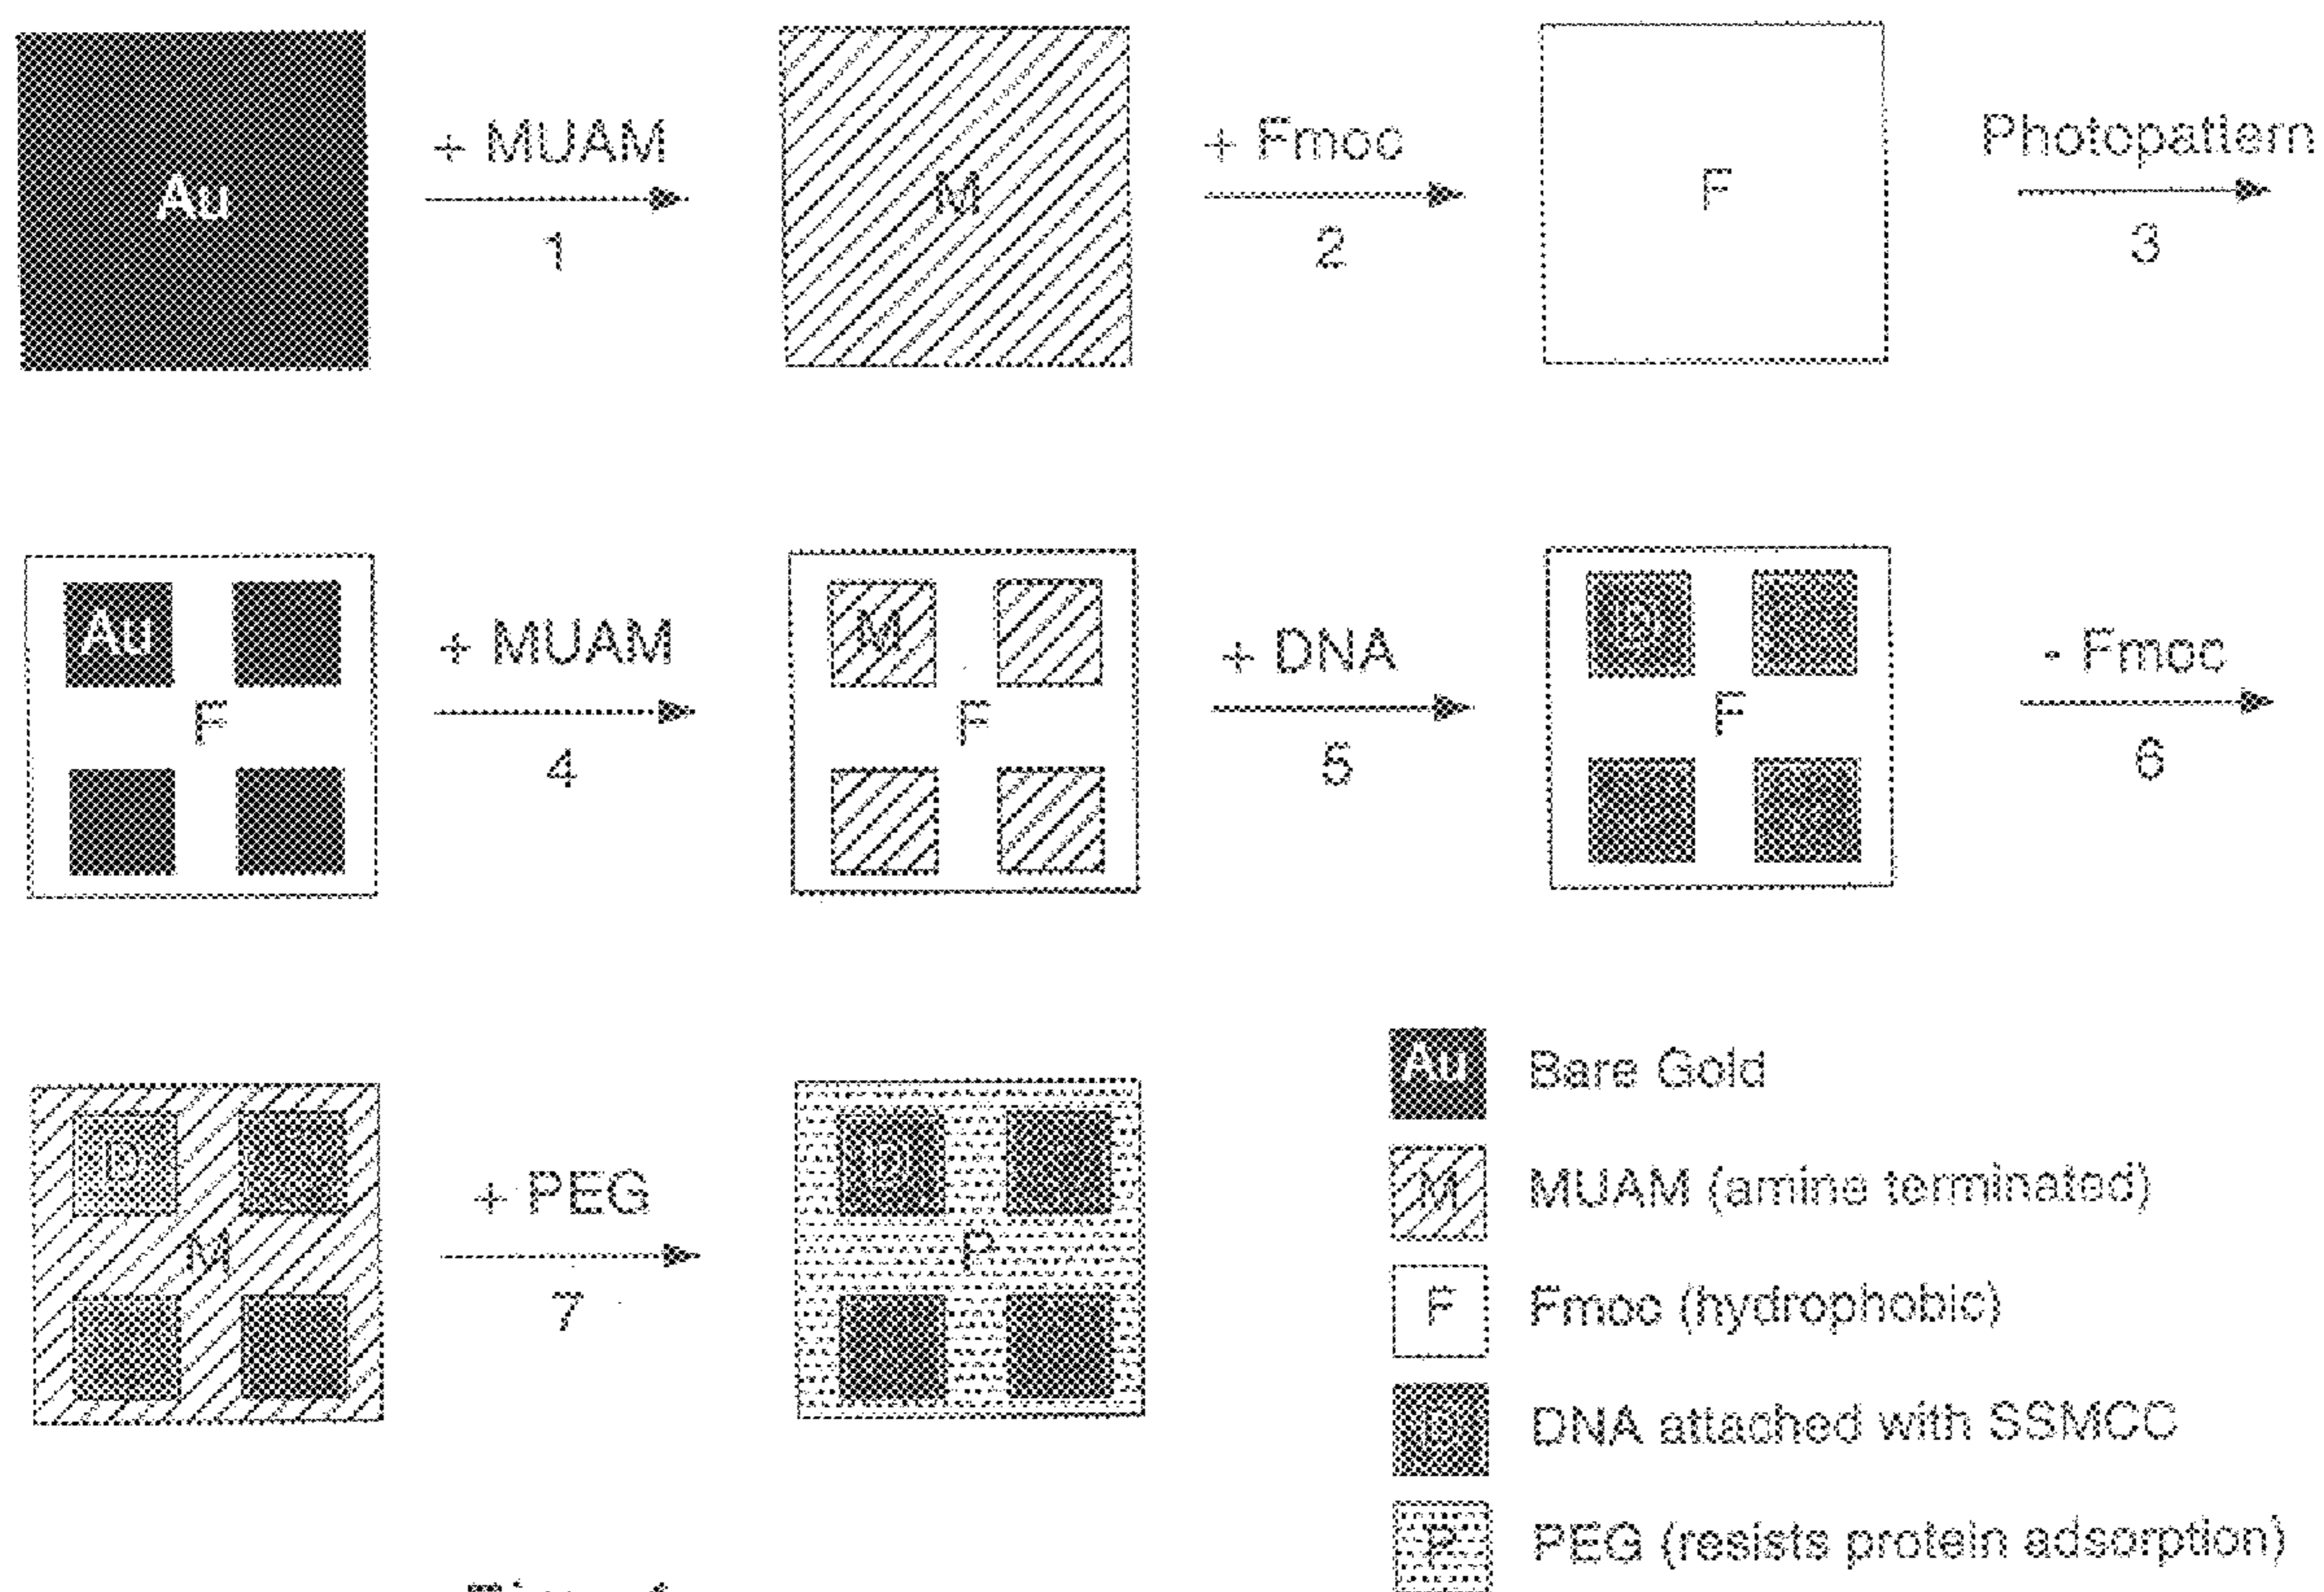 Au
+ MUAM
1
M
+ Fmoc
2
F
Photopattern
3
Au
F
+ MUAM
4
M
F
+ DNA
5
D
F
- Fmoc
6
D
M
+ PEG
7
D
P
Au Bare Gold
M MUAM (amine terminated)
F Fmoc (hydrophobic)
D DNA attached with SSMCC
P PEG (resists protein adsorption)